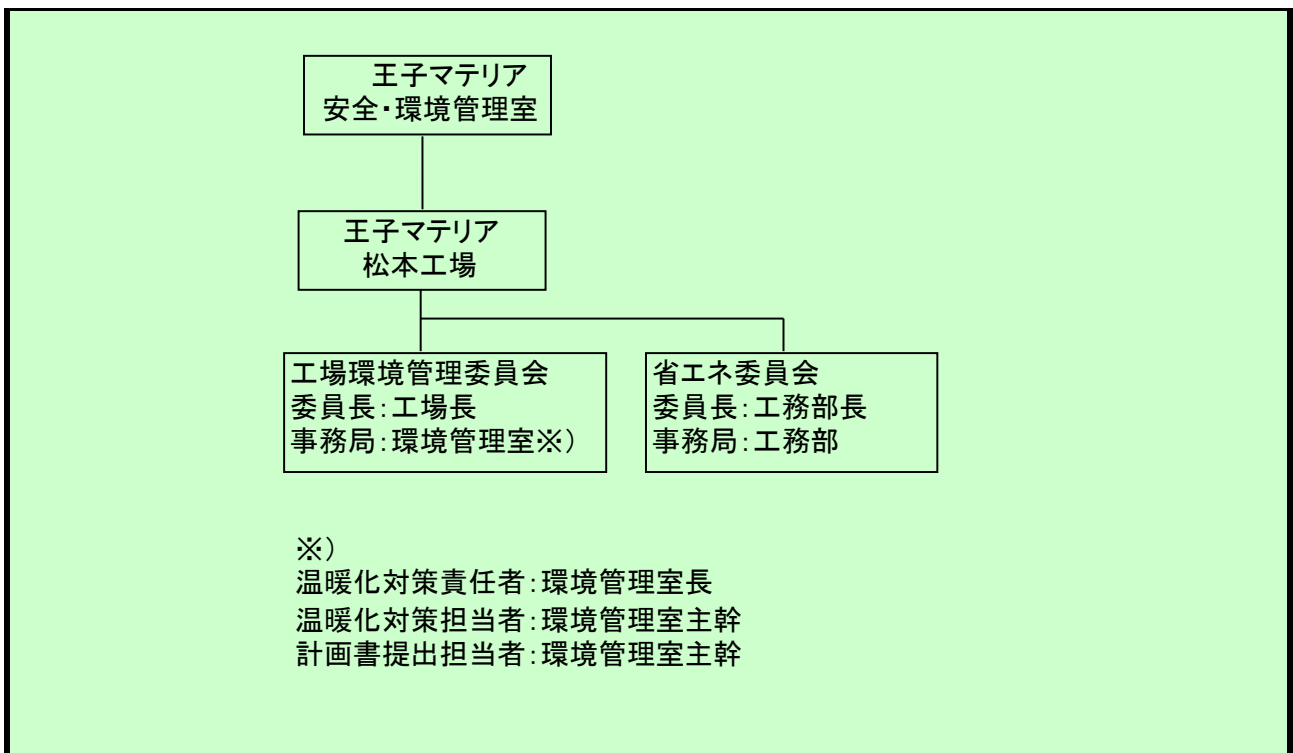 王子マテリア
安全・環境管理室
王子マテリア
松本工場
工場環境管理委員会
委員長:工場長
事務局:環境管理室※)
省エネ委員会
委員長:工務部長
事務局:工務部
※)
温暖化対策責任者:環境管理室長
温暖化対策担当者:環境管理室主幹
計画書提出担当者:環境管理室主幹